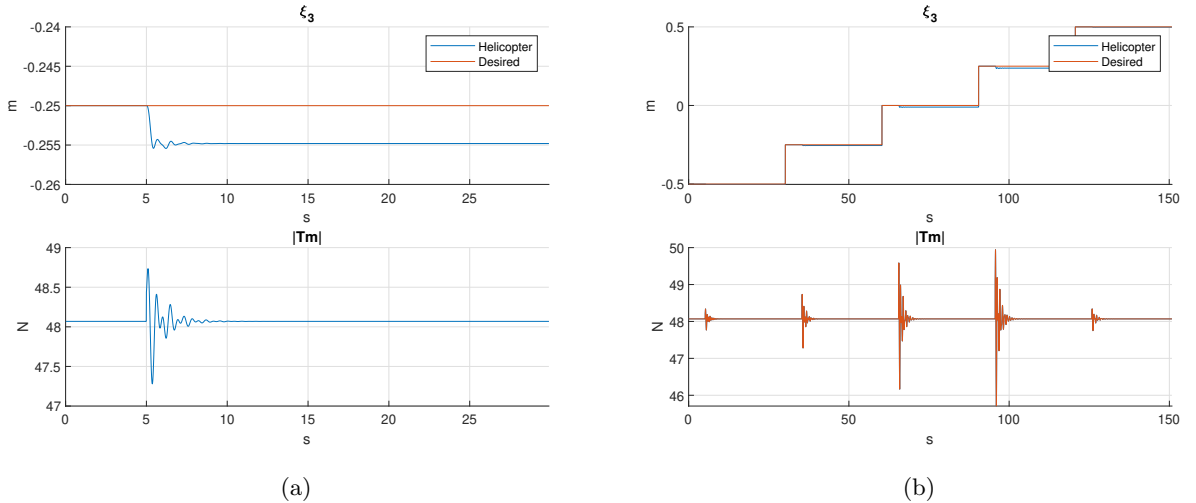 ξ3
-0.24
-0.245
-0.25
-0.255
-0.26
m
0 5 10 15 20 25
s
Helicopter
Desired
|Tm|
49
48.5
48
47.5
47
N
0 5 10 15 20 25
s
(a)
ξ3
0.5
0
-0.5
m
0 50 100 150
s
Helicopter
Desired
|Tm|
50
49
48
47
46
N
0 50 100 150
s
(b)